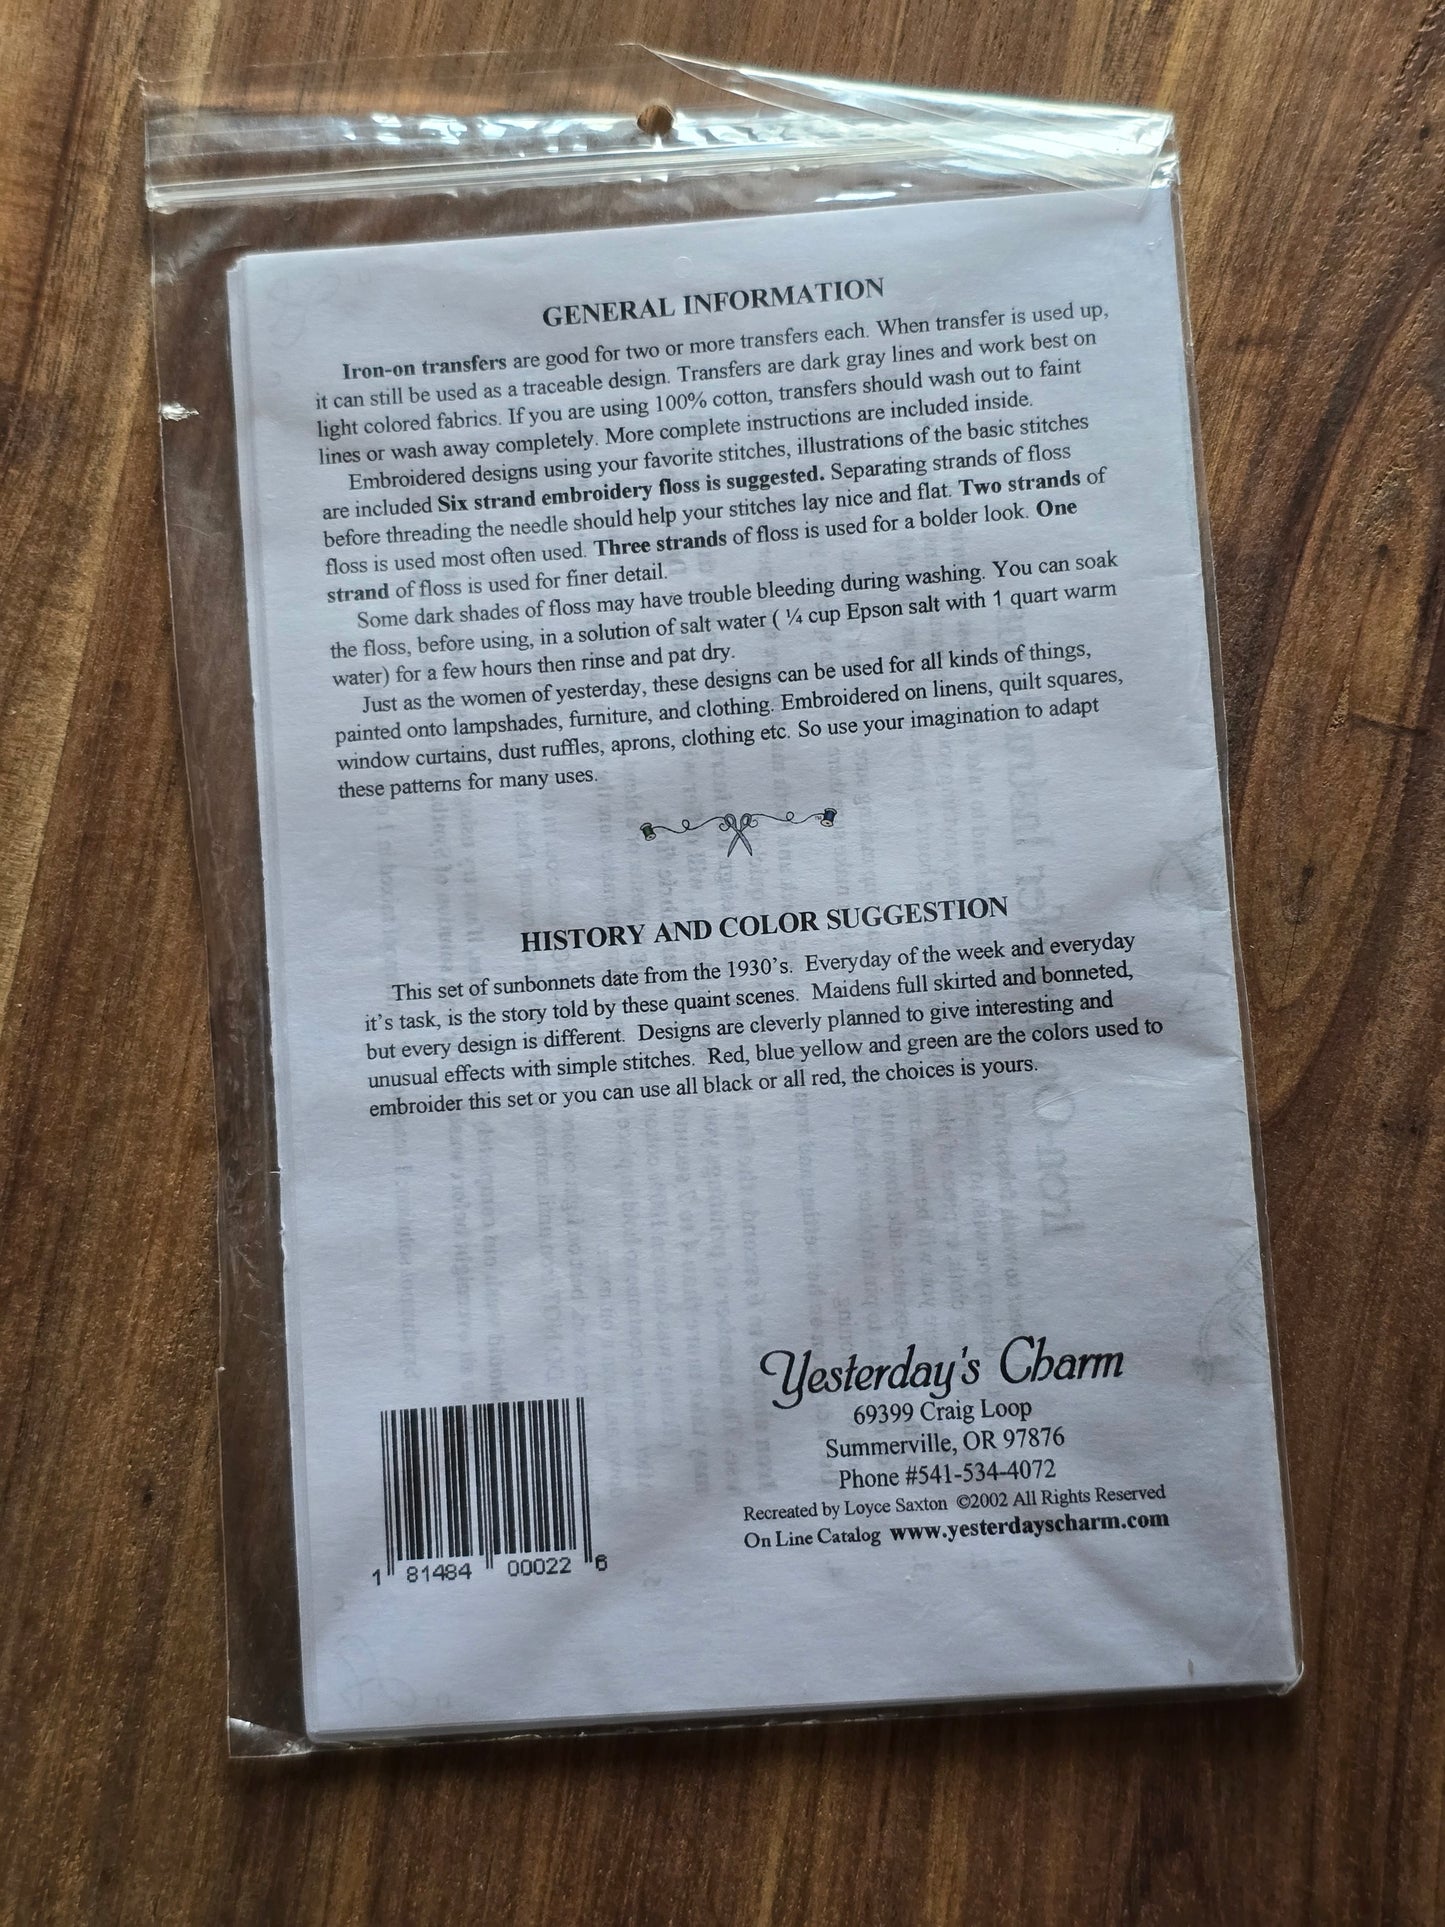 GENERAL INFORMATION
Iron-on transfers are good for two or more transfers each. When transfer is used up,
it can still be used as a traceable design. Transfers are dark gray lines and work best on
light colored fabrics. If you are using 100% cotton, transfers should wash out to faint
lines or wash away completely. More complete instructions are included inside.
Embroidered designs using your favorite stitches, illustrations of the basic stitches
are included Six strand embroidery floss is suggested. Separating strands of floss
before threading the needle should help your stitches lay nice and flat. Two strands of
floss is used most often used. Three strands of floss is used for a bolder look. One
strand of floss is used for finer detail.
Some dark shades of floss may have trouble bleeding during washing. You can soak
the floss, before using, in a solution of salt water ( ¼ cup Epson salt with 1 quart warm
water) for a few hours then rinse and pat dry.
Just as the women of yesterday, these designs can be used for all kinds of things,
painted onto lampshades, furniture, and clothing. Embroidered on linens, quilt squares,
window curtains, dust ruffles, aprons, clothing etc. So use your imagination to adapt
these patterns for many uses.
HISTORY AND COLOR SUGGESTION
This set of sunbonnets date from the 1930's. Everyday of the week and everyday
it's task, is the story told by these quaint scenes. Maidens full skirted and bonneted,
but every design is different. Designs are cleverly planned to give interesting and
unusual effects with simple stitches. Red, blue yellow and green are the colors used to
embroider this set or you can use all black or all red, the choices is yours.
Yesterday's Charm
69399 Craig Loop
Summerville, OR 97876
Phone #541-534-4072
Recreated by Loyce Saxton ©2002 All Rights Reserved
On Line Catalog www.yesterdayscharm.com
1 81484 00022 6